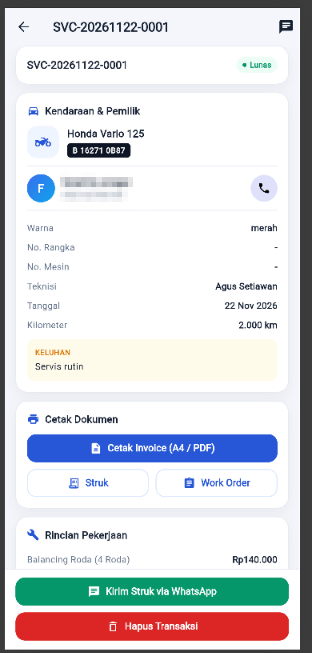 SVC-20261122-0001
SVC-20261122-0001
Lunas
Kendaraan & Pemilik
Honda Vario 125
B 16271 0B87
F
Warna merah
No. Rangka -
No. Mesin -
Teknisi Agus Setiawan
Tanggal 22 Nov 2026
Kilometer 2.000 km
KELUHAN
Servis rutin
Cetak Dokumen
Cetak Invoice (A4 / PDF)
Struk
Work Order
Rincian Pekerjaan
Balancing Roda (4 Roda) Rp140.000
Kirim Struk via WhatsApp
Hapus Transaksi